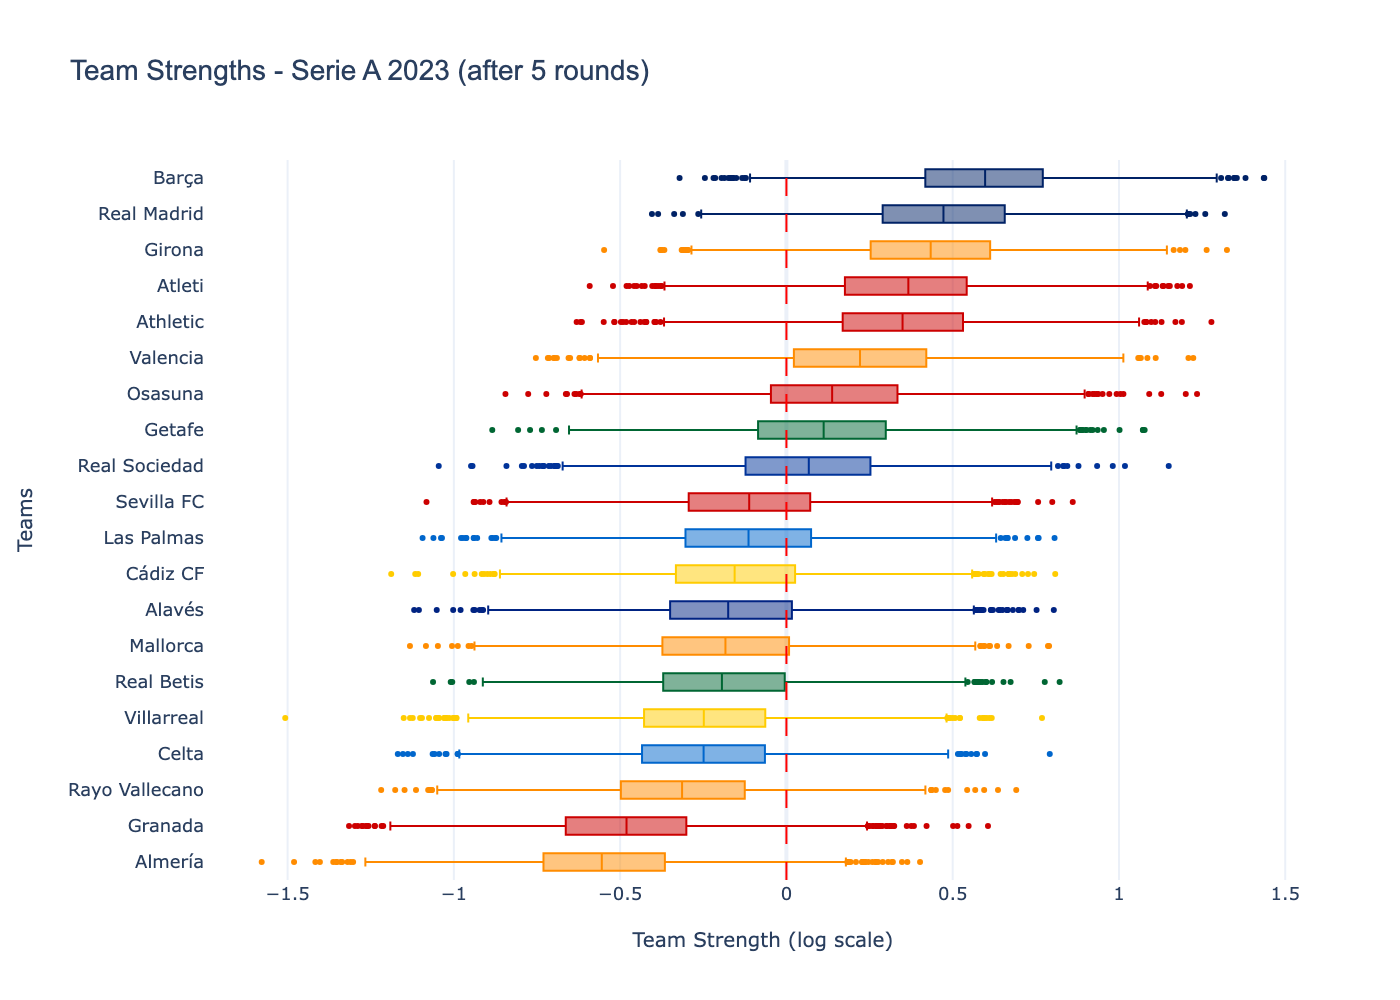 Team Strengths - Serie A 2023 (after 5 rounds)
Teams
Barça
Real Madrid
Girona
Atleti
Athletic
Valencia
Osasuna
Getafe
Real Sociedad
Sevilla FC
Las Palmas
Cádiz CF
Alavés
Mallorca
Real Betis
Villarreal
Celta
Rayo Vallecano
Granada
Almería
−1.5 −1 −0.5 0 0.5 1 1.5
Team Strength (log scale)